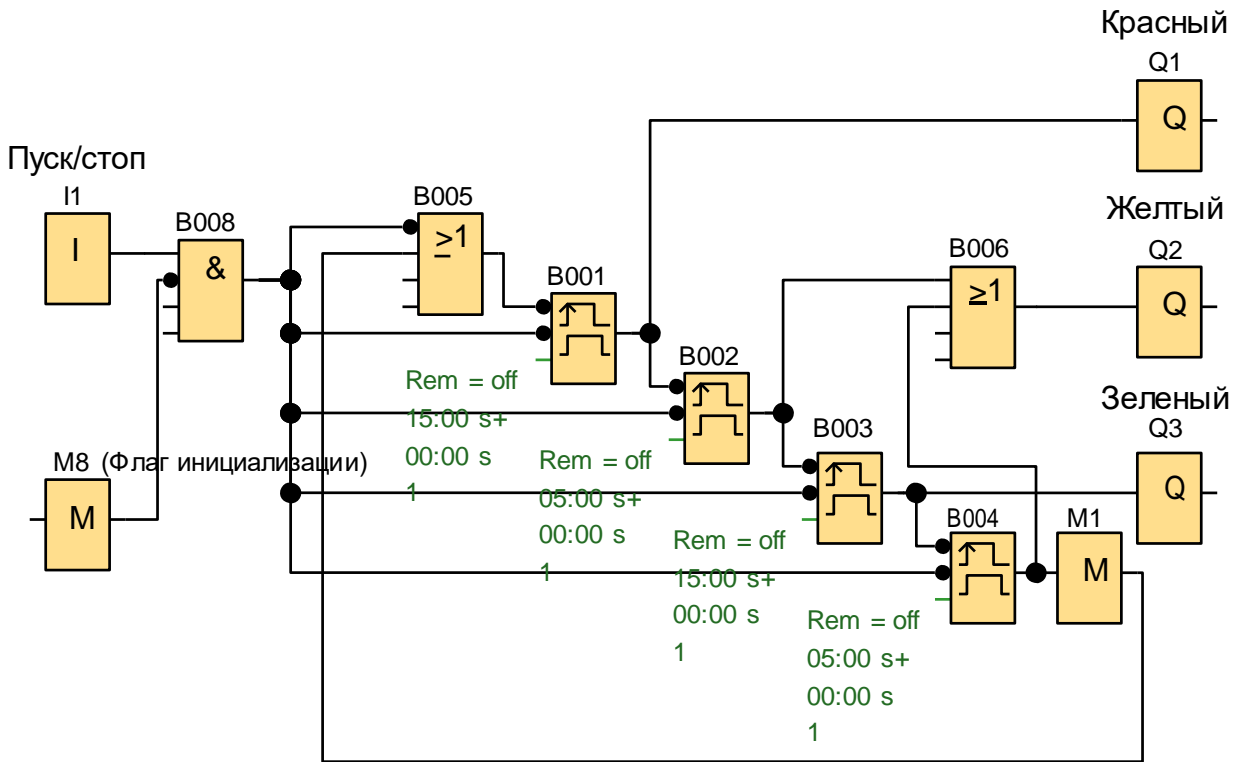 Красный
Q1
Q
Пуск/стоп
I1
I
B008
&
B005
≥1
B001
Rem = off
15:00 s+
00:00 s
1
B002
Rem = off
05:00 s+
00:00 s
1
B006
≥1
Желтый
Q2
Q
Зеленый
Q3
Q
B003
Rem = off
15:00 s+
00:00 s
1
M8 (Флаг инициализации)
M
B004
Rem = off
05:00 s+
00:00 s
1
M1
M